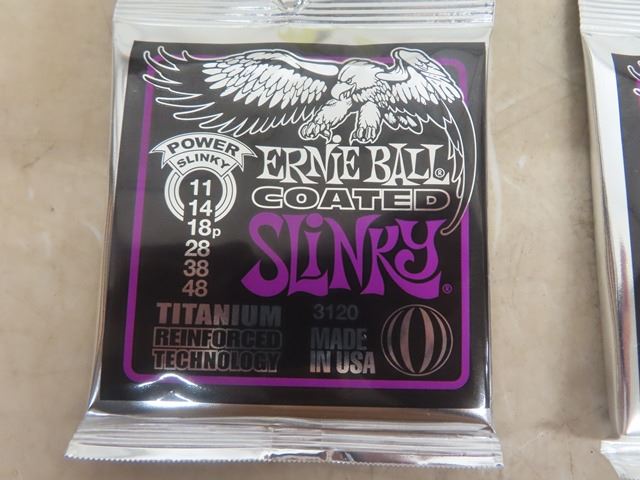 POWER
SLINKY
11
14
18p
28
38
48
ERNIE BALL®
COATED
SLINKY®
TITANIUM
REINFORCED
TECHNOLOGY
3120
MADE
IN USA